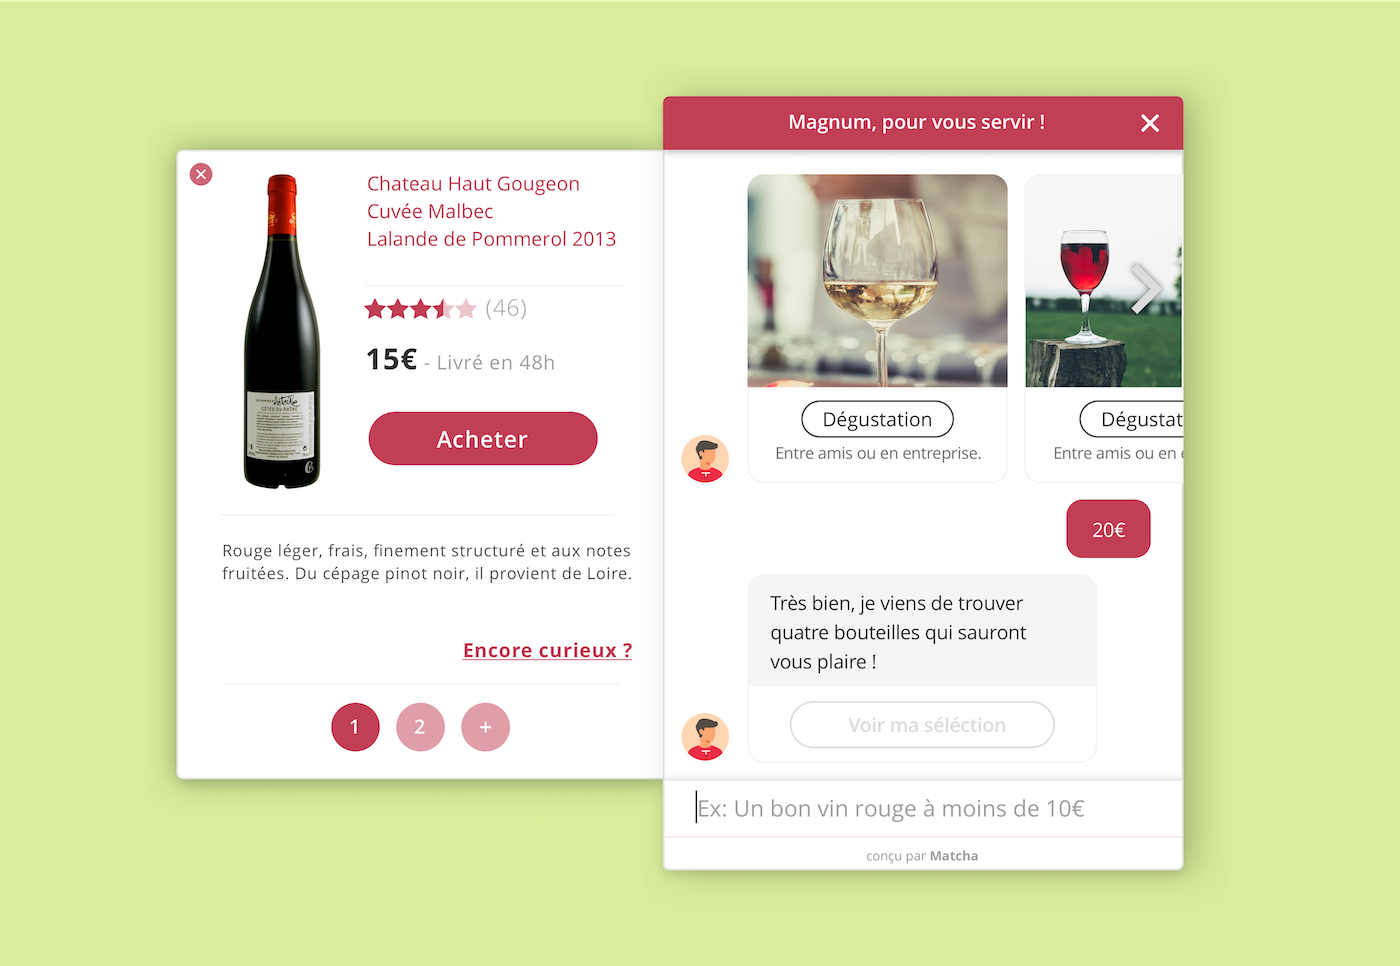 Chateau Haut Gougeon
Cuvée Malbec
Lalande de Pommerol 2013
(46)
15€ - Livré en 48h
Acheter
CÔTES-DU-RHÔNE
Rouge léger, frais, finement structuré et aux notes
fruitées. Du cépage pinot noir, il provient de Loire.
Encore curieux ?
1
2
+
Magnum, pour vous servir !
Dégustation
Entre amis ou en entreprise.
Dégustat
Entre amis ou en e
20€
Très bien, je viens de trouver
quatre bouteilles qui sauront
vous plaire !
Voir ma séléction
Ex: Un bon vin rouge à moins de 10€
conçu par Matcha